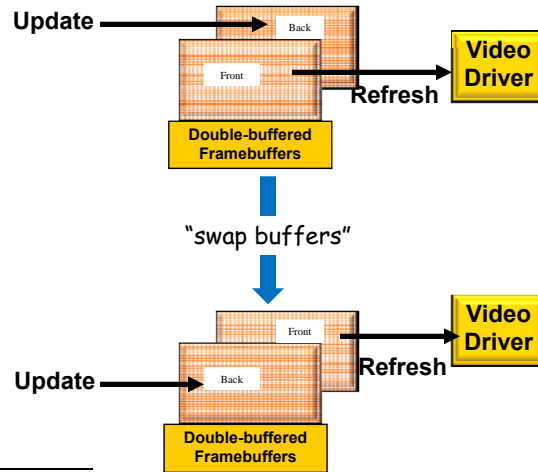 Update
Back
Front
Refresh
Video
Driver
Double-buffered
Framebuffers
“swap buffers”
Front
Video
Driver
Refresh
Update
Back
Double-buffered
Framebuffers